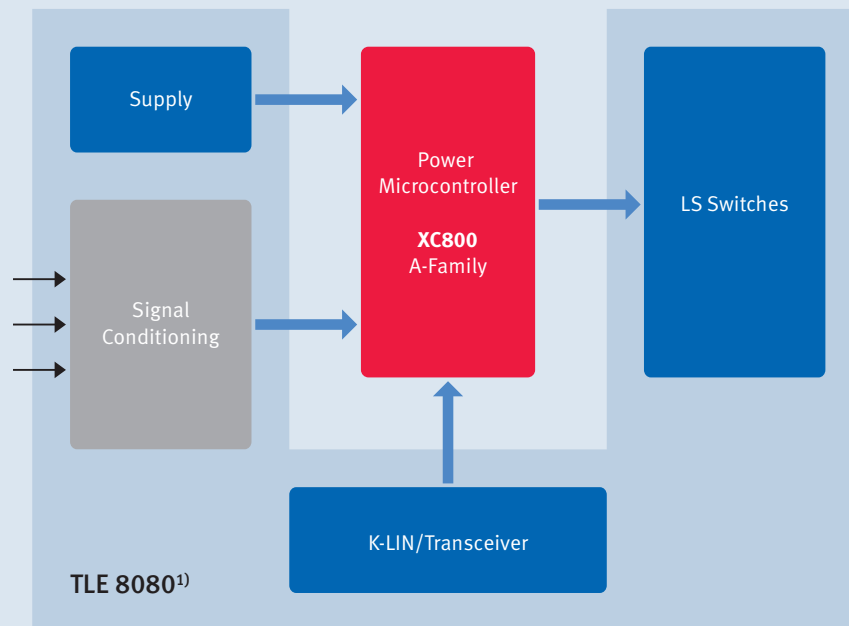 Supply
Power
Microcontroller
XC800
A-Family
LS Switches
Signal
Conditioning
K-LIN/Transceiver
TLE 8080¹⁾